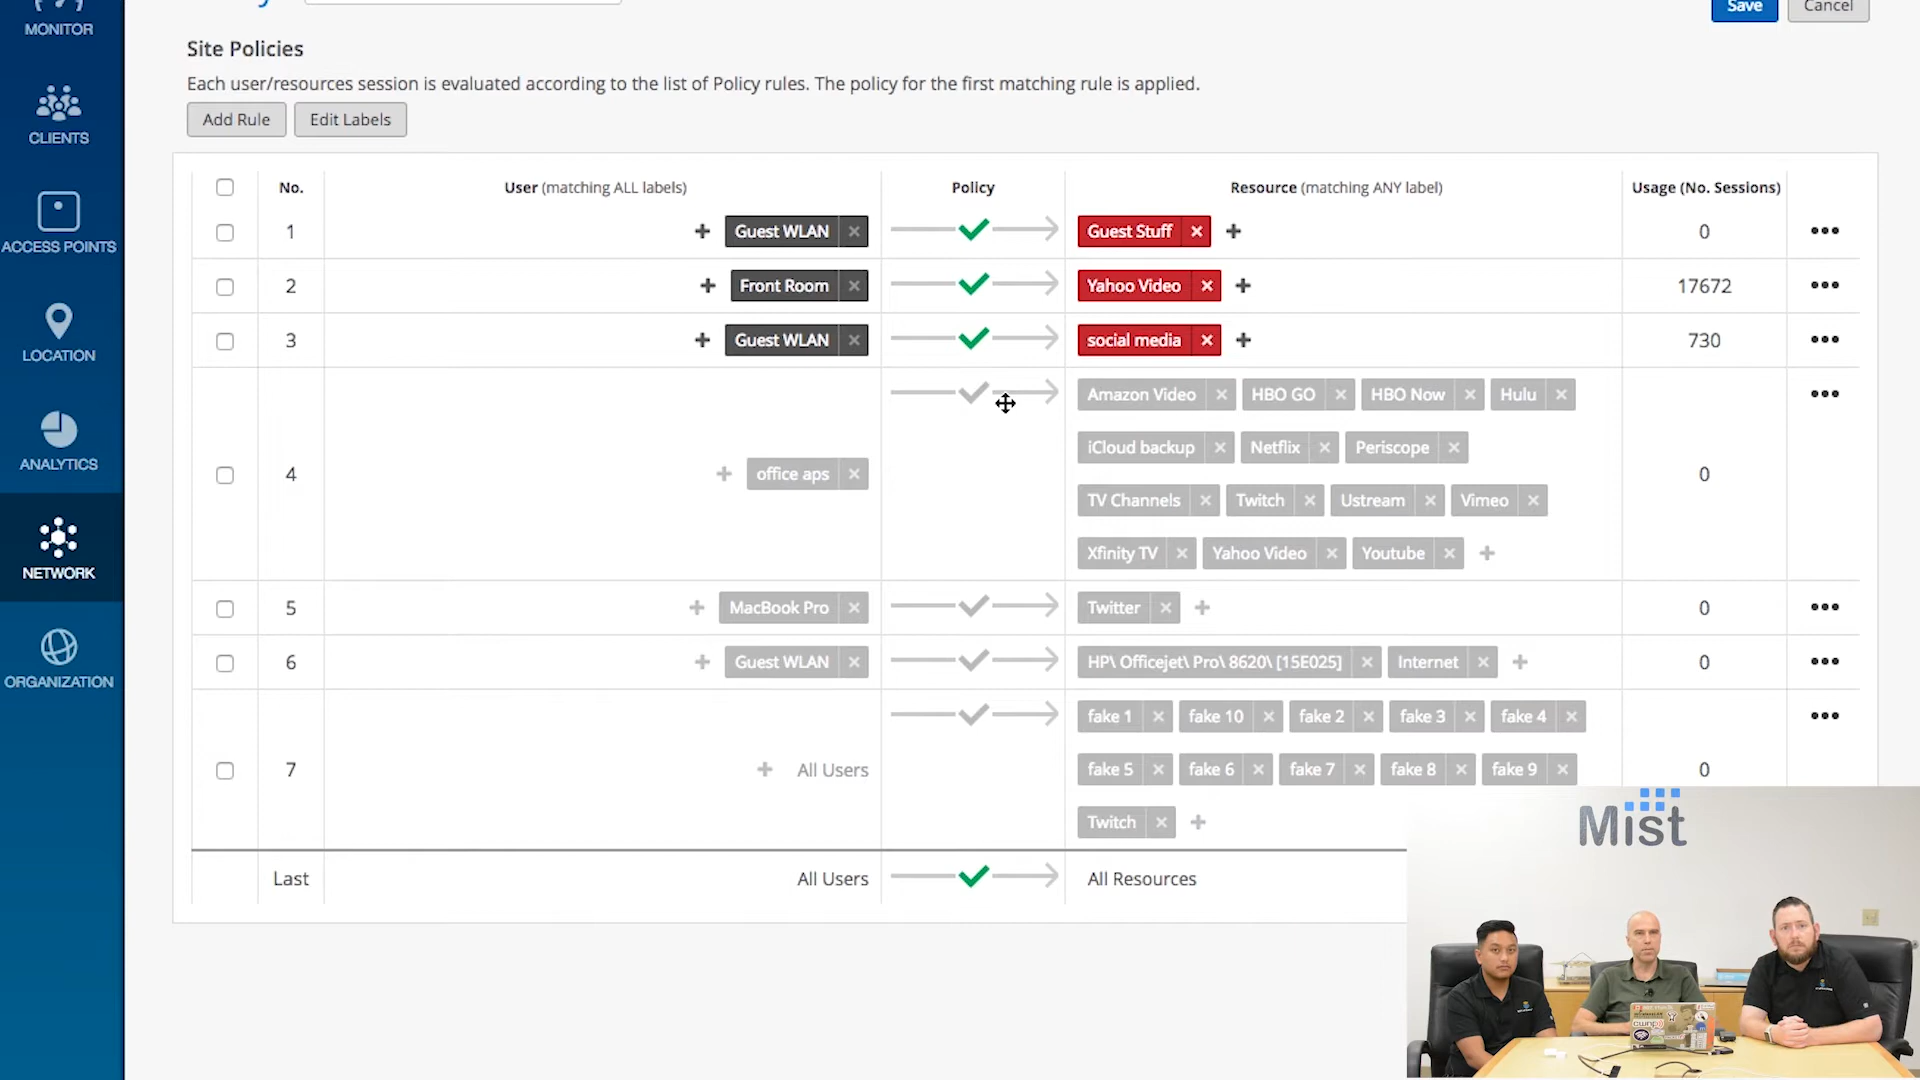 MONITOR
Save
Cancel
Site Policies
Each user/resources session is evaluated according to the list of Policy rules. The policy for the first matching rule is applied.
Add Rule
Edit Labels
CLIENTS
No.
User (matching ALL labels)
Policy
Resource (matching ANY label)
Usage (No. Sessions)
1
Guest WLAN
Guest Stuff
0
ACCESS POINTS
2
Front Room
Yahoo Video
17672
3
Guest WLAN
social media
730
LOCATION
4
office aps
Amazon Video
HBO GO
HBO Now
Hulu
iCloud backup
Netflix
Periscope
TV Channels
Twitch
Ustream
Vimeo
Xfinity TV
Yahoo Video
Youtube
0
ANALYTICS
NETWORK
5
MacBook Pro
Twitter
0
6
Guest WLAN
HP\ Officejet\ Pro\ 8620\ [15E025]
Internet
0
ORGANIZATION
7
All Users
fake 1
fake 10
fake 2
fake 3
fake 4
fake 5
fake 6
fake 7
fake 8
fake 9
Twitch
0
Last
All Users
All Resources
Mist